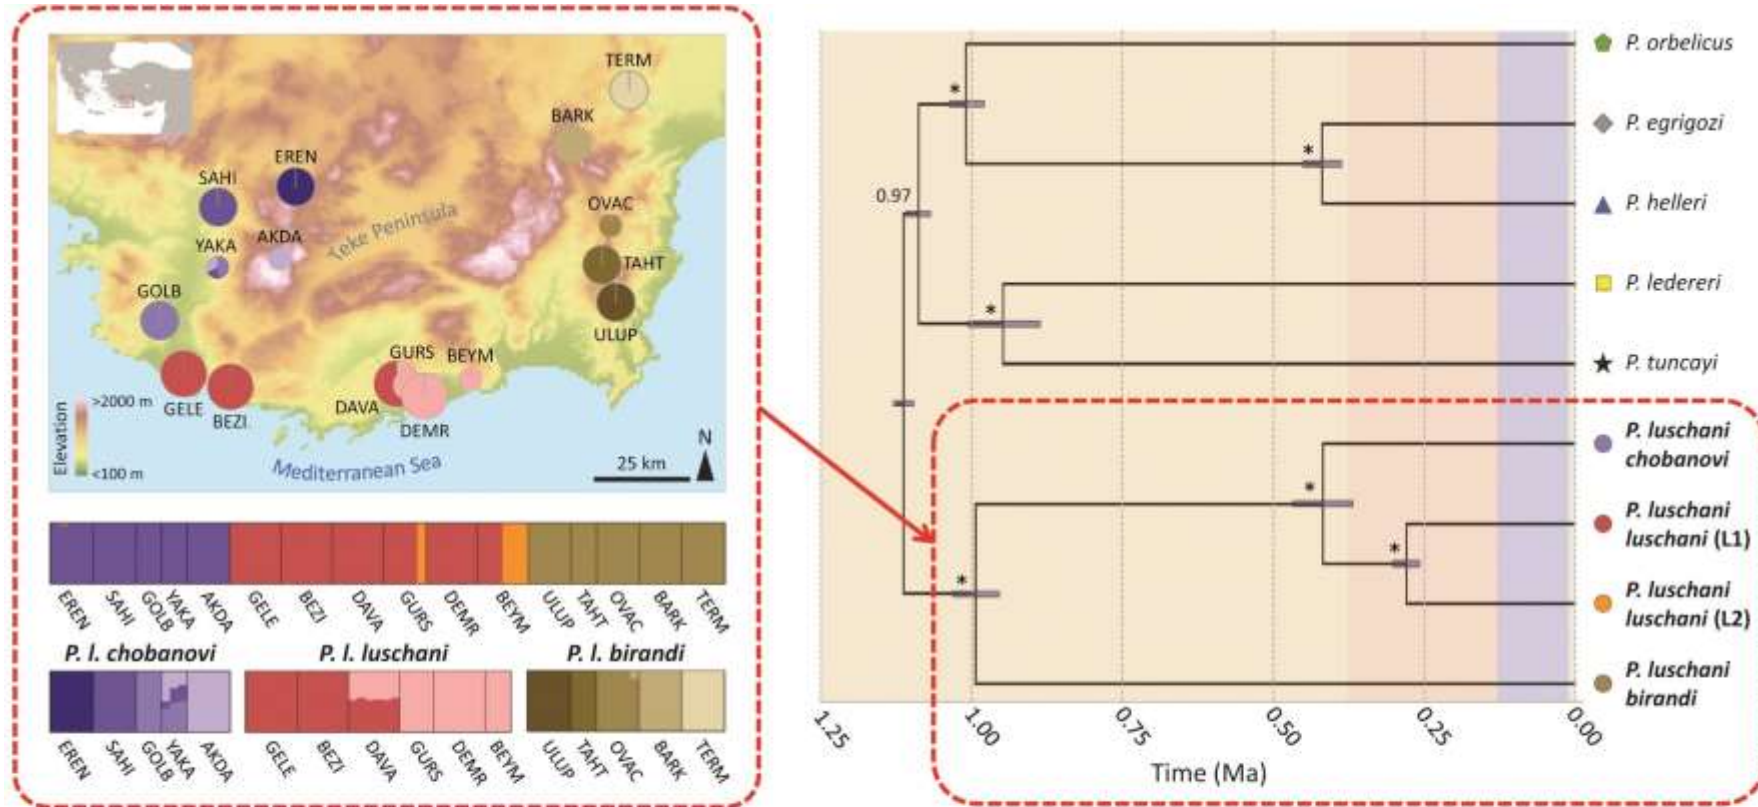 TERM
BARK
EREN
SAHI
OVAC
AKDA
Teke Peninsula
YAKA
TAHT
GOLB
ULUP
GURS
BEYM
GELE
BEZI
DAVA
DEMR
Elevation
>2000 m
<100 m
Mediterranean Sea
25 km
N
EREN SAHI GOLB YAKA AKDA GELE BEZI DAVA GURS DEMR BEYM ULUP TAHT OVAC BARK TERM
P. l. chobanovi
P. l. luschani
P. l. birandi
EREN SAHI GOLB YAKA AKDA
GELE BEZI DAVA GURS DEMR BEYM
ULUP TAHT OVAC BARK TERM
*
*
0.97
*
*
*
*
P. orbelicus
P. egrigozi
P. helleri
P. ledereri
P. tuncayi
P. luschani
chobanovi
P. luschani
luschani (L1)
P. luschani
luschani (L2)
P. luschani
birandi
1.25 1.00 0.75 0.50 0.25 0.00
Time (Ma)